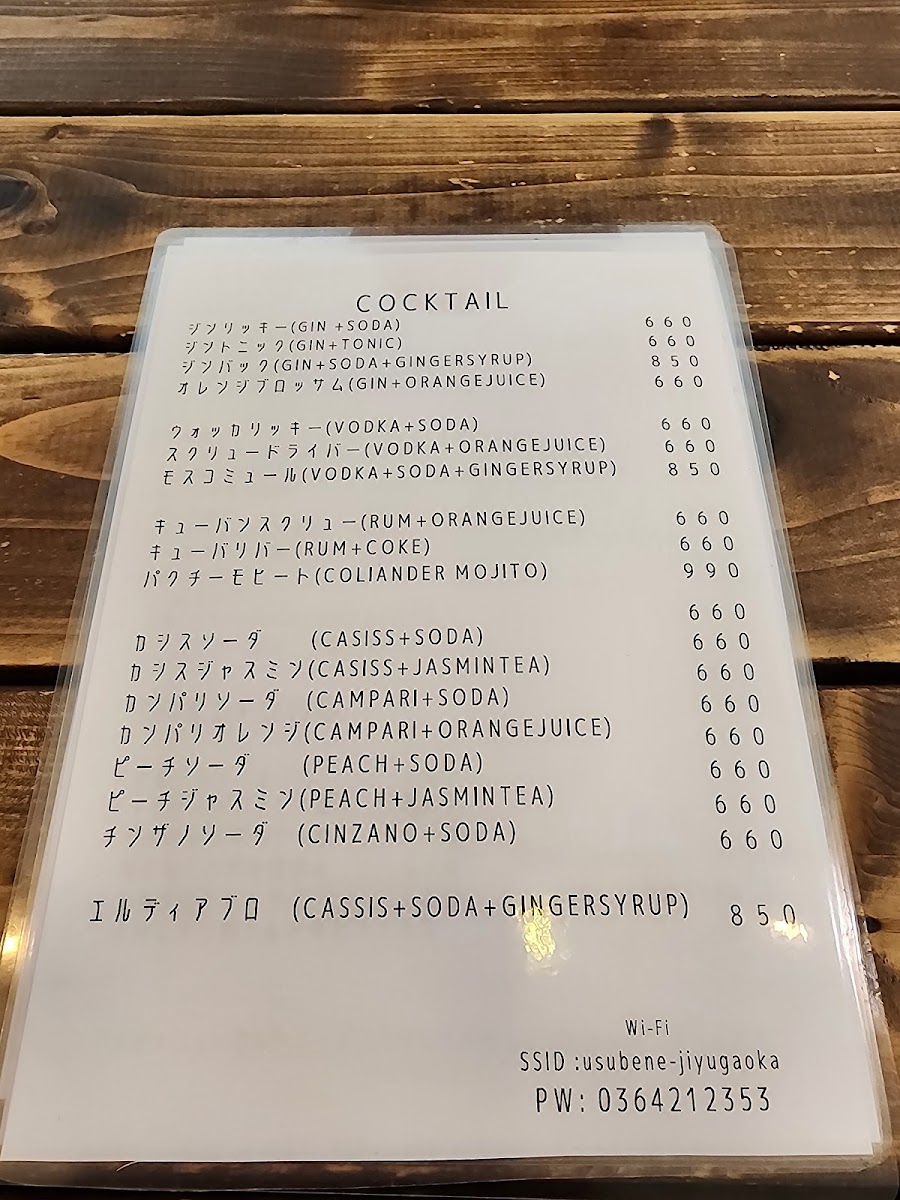 COCKTAIL
ジンリッキー(GIN +SODA) 660
ジントニック(GIN+TONIC) 660
ジンバック(GIN+SODA+GINGERSYRUP) 850
オレンジブロッサム(GIN+ORANGEJUICE) 660
ウォッカリッキー(VODKA+SODA) 660
スクリュードライバー(VODKA+ORANGEJUICE) 660
モスコミュール(VODKA+SODA+GINGERSYRUP) 850
キューバンスクリュー(RUM+ORANGEJUICE) 660
キューバリバー(RUM+COKE) 660
パクチーモヒート(COLIANDER MOJITO) 990
660
カシスソーダ (CASISS+SODA) 660
カシスジャスミン(CASISS+JASMINTEA) 660
カンパリソーダ (CAMPARI+SODA) 660
カンパリオレンジ(CAMPARI+ORANGEJUICE) 660
ピーチソーダ (PEACH+SODA) 660
ピーチジャスミン(PEACH+JASMINTEA) 660
チンザノソーダ (CINZANO+SODA) 660
エルディアブロ (CASSIS+SODA+GINGERSYRUP) 850
Wi-Fi
SSID :usubene-jiyugaoka
PW: 0364212353